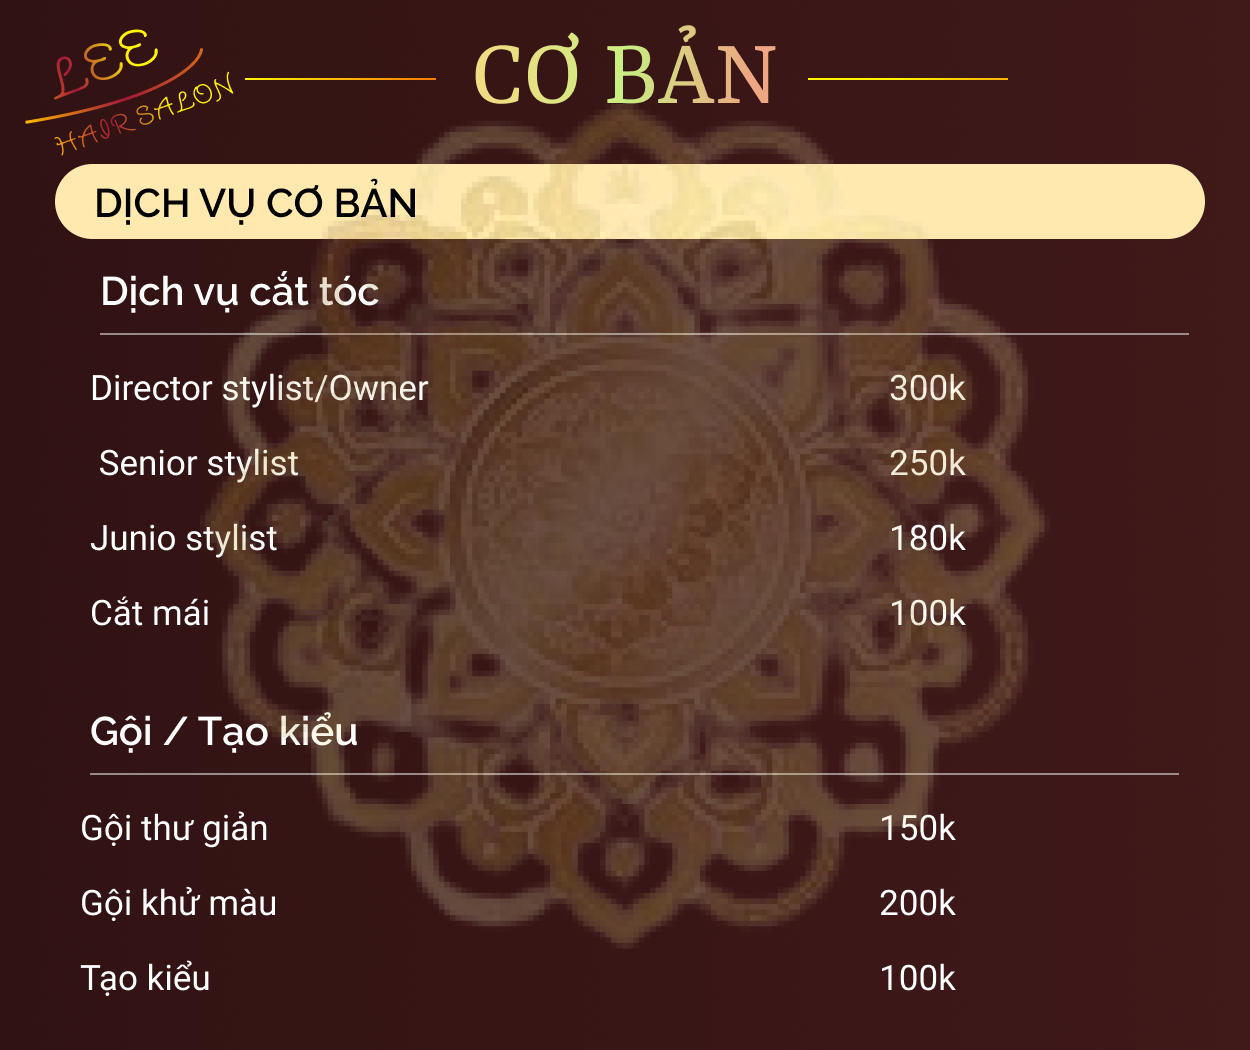 LEE
HAIR SALON
CƠ BẢN
DỊCH VỤ CƠ BẢN
Dịch vụ cắt tóc
Director stylist/Owner 300k
Senior stylist 250k
Junio stylist 180k
Cắt mái 100k
Gội / Tạo kiểu
Gội thư giản 150k
Gội khử màu 200k
Tạo kiểu 100k